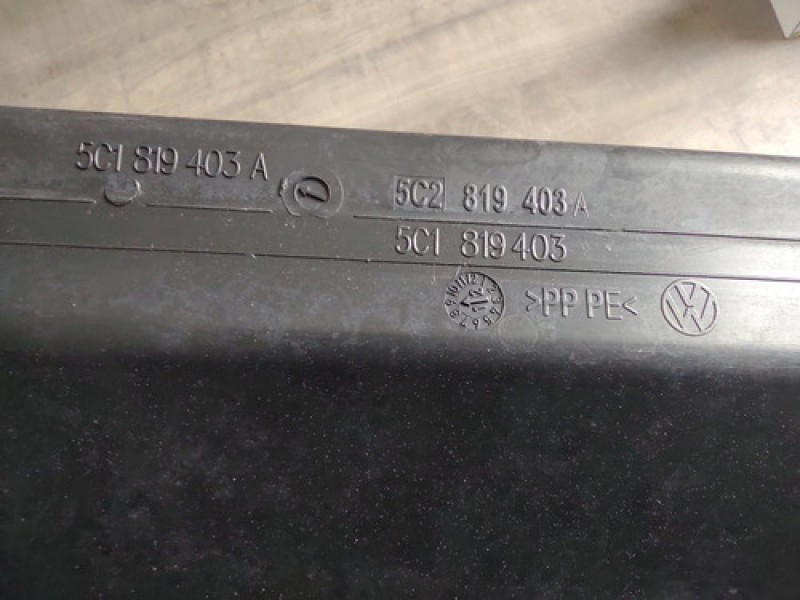 5C1 819 403 A
5C2 819 403 A
5C1 819 403
>PP PE<